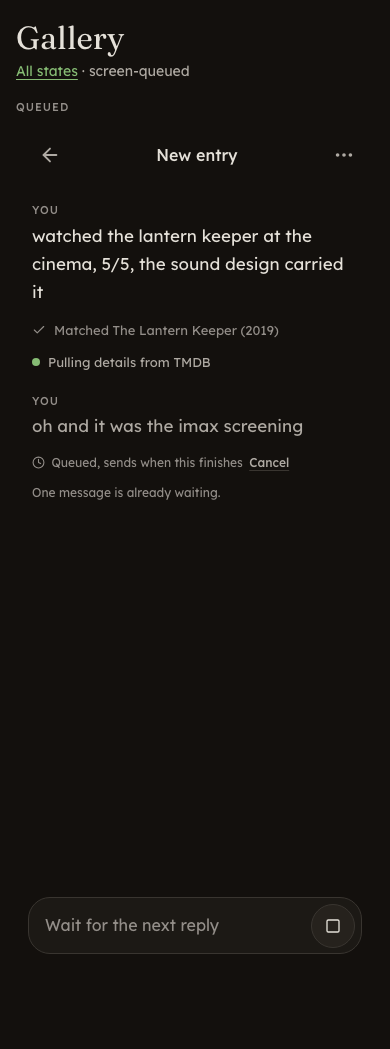 Gallery
All states · screen-queued
QUEUED
New entry
YOU
watched the lantern keeper at the
cinema, 5/5, the sound design carried
it
Matched The Lantern Keeper (2019)
Pulling details from TMDB
YOU
oh and it was the imax screening
Queued, sends when this finishes Cancel
One message is already waiting.
Wait for the next reply